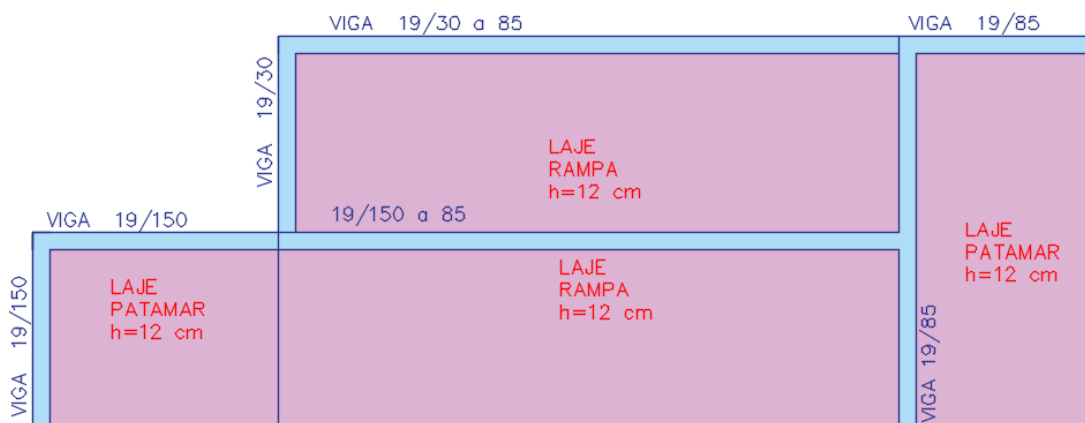 VIGA 19/30 a 85
VIGA 19/85
VIGA 19/30
LAJE
RAMPA
h=12 cm
VIGA 19/150
19/150 a 85
LAJE
PATAMAR
h=12 cm
LAJE
RAMPA
h=12 cm
VIGA 19/150
LAJE
PATAMAR
h=12 cm
VIGA 19/85